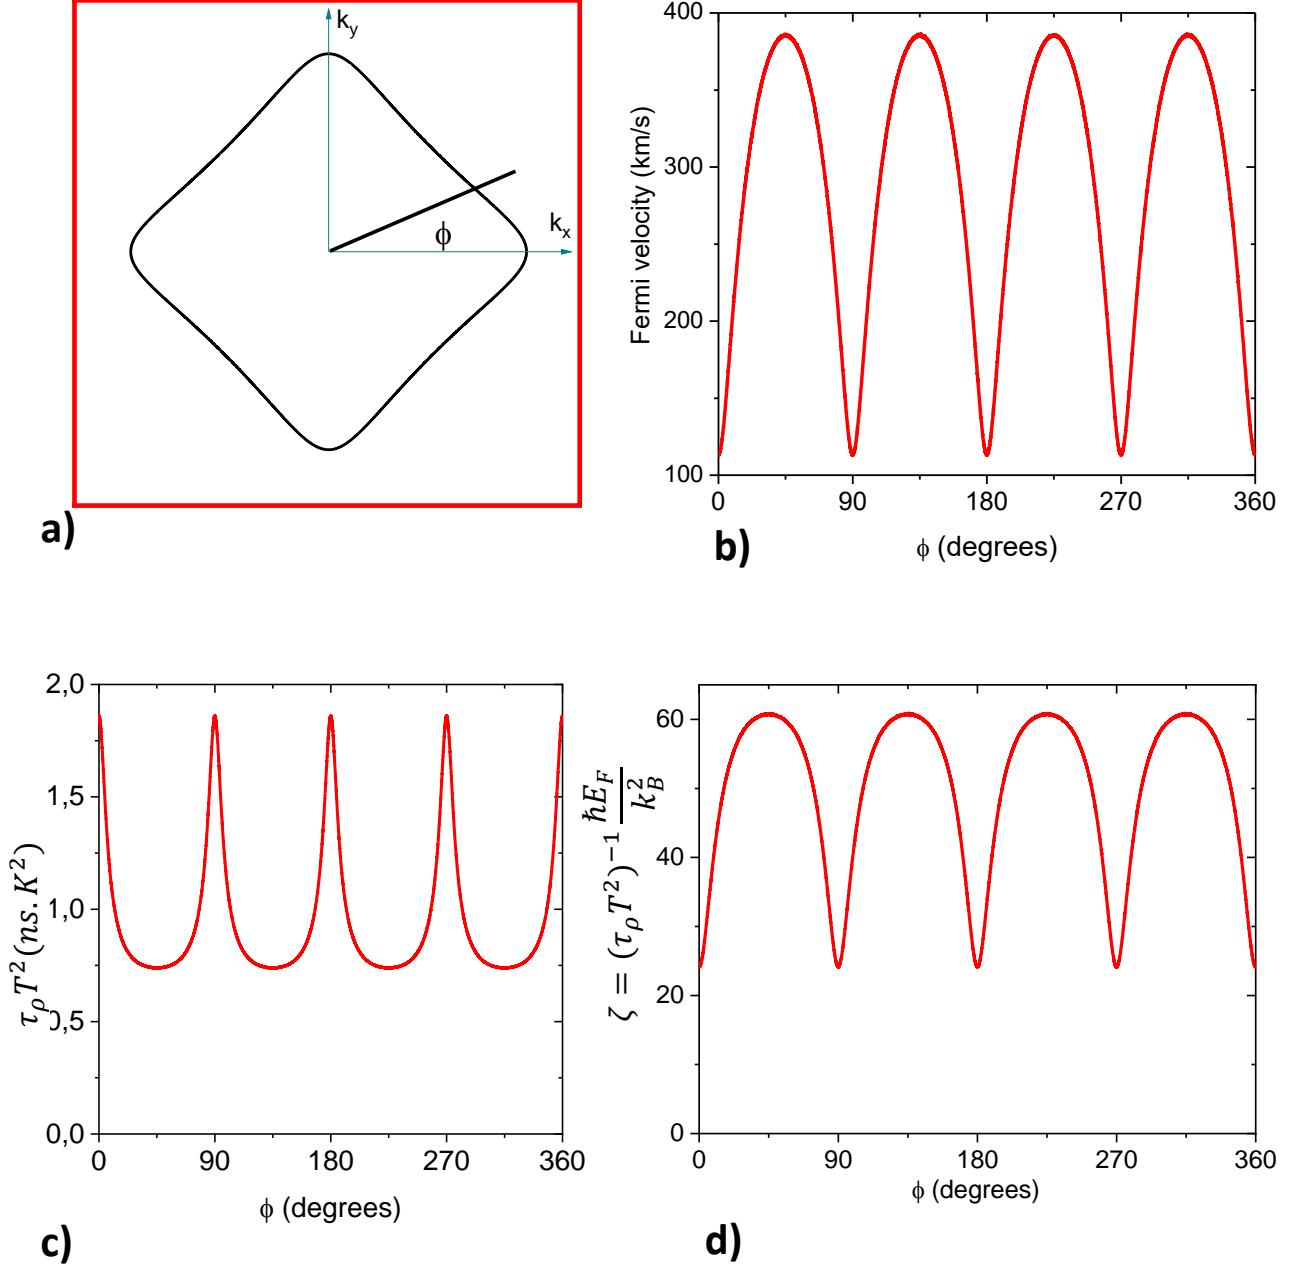 k_y
k_x
ϕ
a)
400
300
200
100
0
90
180
270
360
Fermi velocity (km/s)
ϕ (degrees)
b)
2,0
1,5
1,0
0,5
0,0
0
90
180
270
360
τ_ρT^2(ns.K^2)
ϕ (degrees)
c)
60
40
20
0
0
90
180
270
360
ζ = (τ_ρT^2)^{-1} ħE_F/k_B^2
ϕ (degrees)
d)